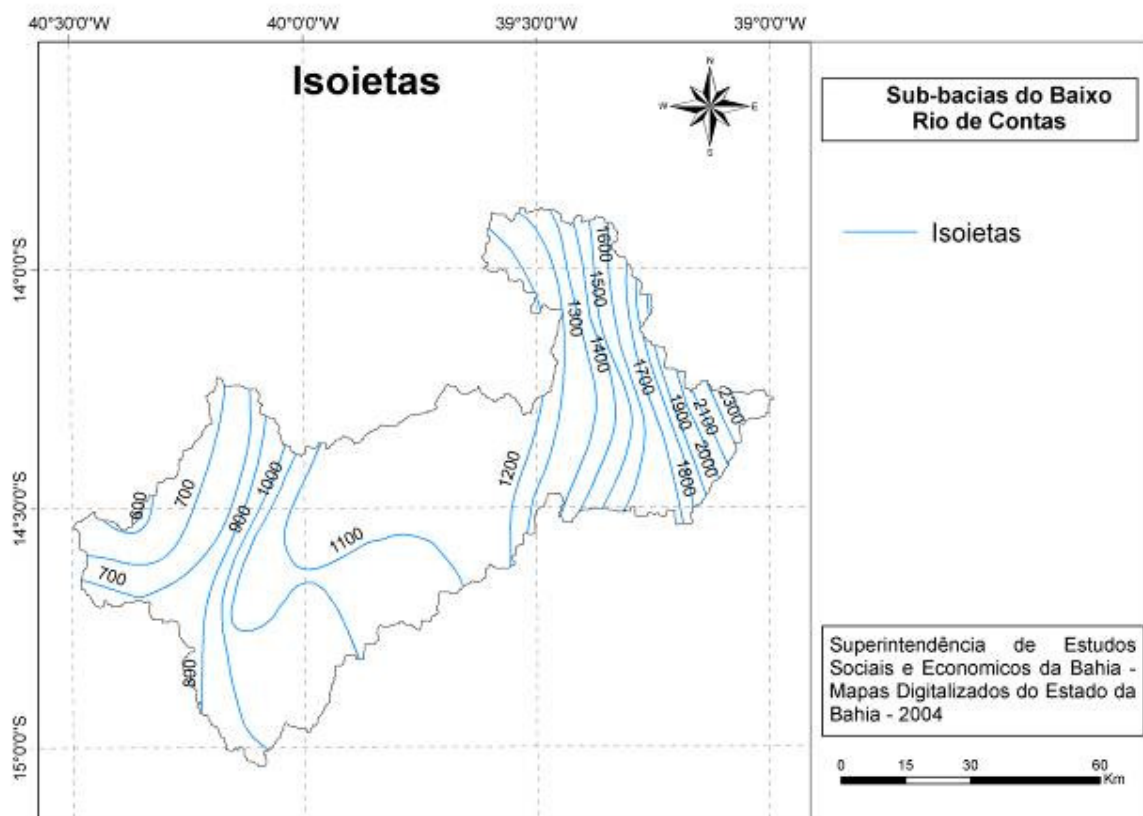 40°30'0"W
40°0'0"W
39°30'0"W
39°0'0"W
Isoietas
N
W
E
S
Sub-bacias do Baixo
Rio de Contas
Isoietas
14°0'0"S
14°30'0"S
15°0'0"S
1600
1500
1300
1400
1700
1900
2100
2300
2000
1800
1200
1100
1000
900
700
600
700
800
Superintendência de Estudos
Sociais e Economicos da Bahia -
Mapas Digitalizados do Estado da
Bahia - 2004
0 15 30 60
Km